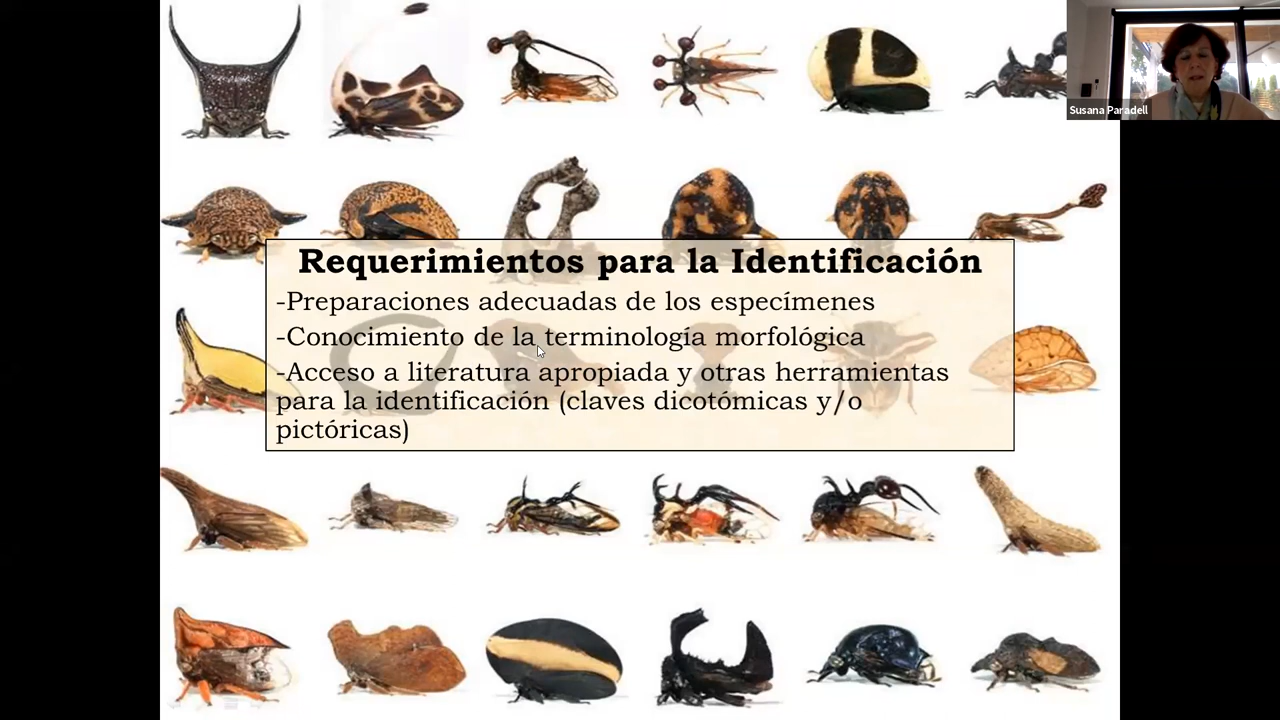 Susana Paradell
Requerimientos para la Identificación
-Preparaciones adecuadas de los especímenes
-Conocimiento de la terminología morfológica
-Acceso a literatura apropiada y otras herramientas
para la identificación (claves dicotómicas y/o
pictóricas)